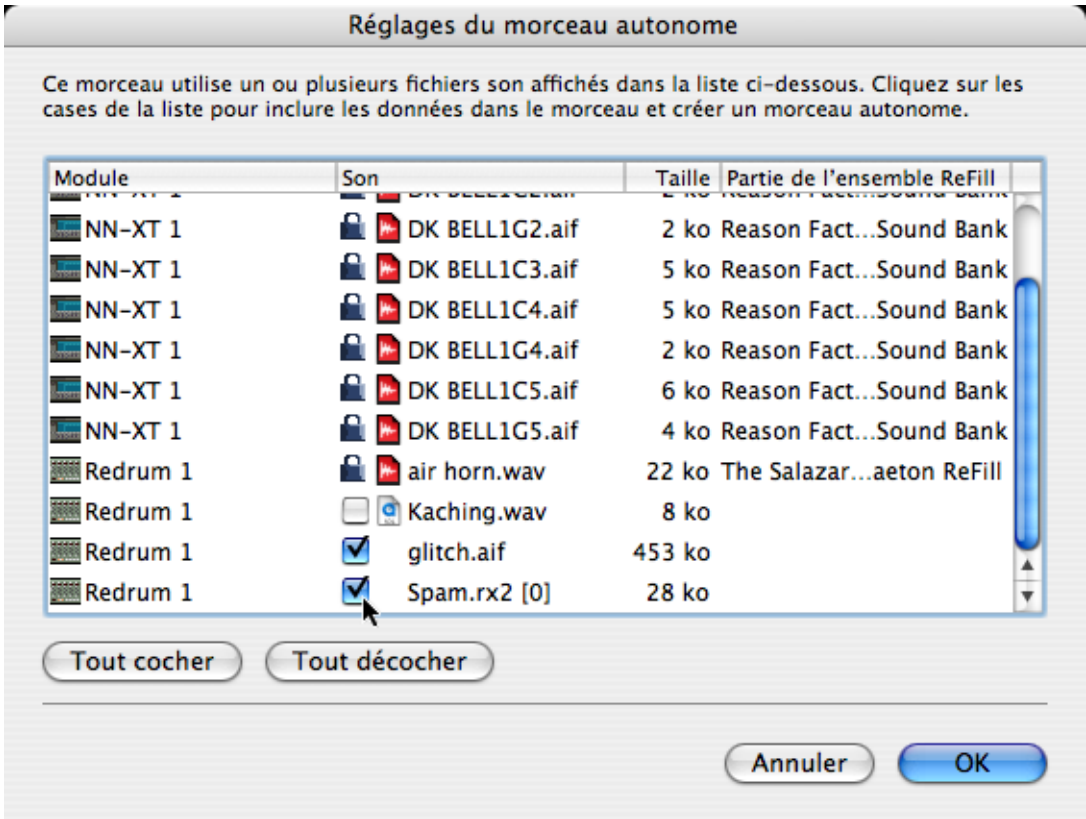 Réglages du morceau autonome
Ce morceau utilise un ou plusieurs fichiers son affichés dans la liste ci-dessous. Cliquez sur les
cases de la liste pour inclure les données dans le morceau et créer un morceau autonome.
Module Son Taille Partie de l'ensemble ReFill
NN-XT 1 DK BELL1G2.aif 2 ko Reason Fact...Sound Bank
NN-XT 1 DK BELL1C3.aif 5 ko Reason Fact...Sound Bank
NN-XT 1 DK BELL1C4.aif 5 ko Reason Fact...Sound Bank
NN-XT 1 DK BELL1G4.aif 2 ko Reason Fact...Sound Bank
NN-XT 1 DK BELL1C5.aif 6 ko Reason Fact...Sound Bank
NN-XT 1 DK BELL1G5.aif 4 ko Reason Fact...Sound Bank
Redrum 1 air horn.wav 22 ko The Salazar...aeton ReFill
Redrum 1 Kaching.wav 8 ko
Redrum 1 glitch.aif 453 ko
Redrum 1 Spam.rx2 [0] 28 ko
Tout cocher Tout décocher
Annuler OK